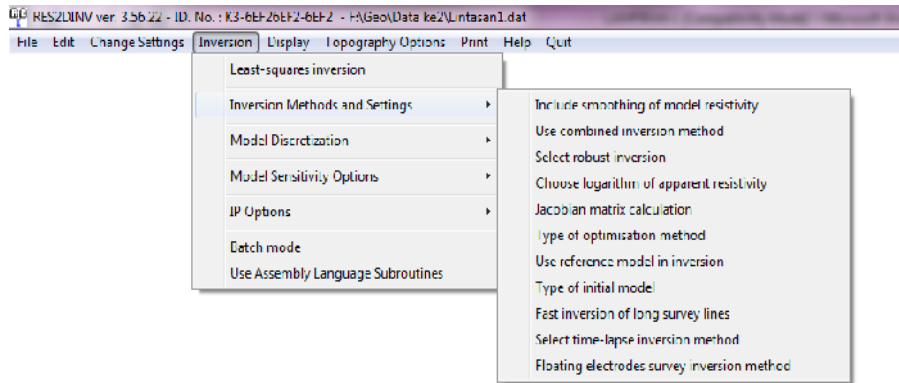 RES2DINV ver. 3.56.22 - ID. No. : K3-6EF26EF2-6EF2 - F:\Geo\Data ke2\Lintasan1.dat
File Edit Change Settings Inversion Display Topography Options Print Help Quit
Least-squares inversion
Inversion Methods and Settings
Model Discretization
Model Sensitivity Options
IP Options
Batch mode
Use Assembly Language Subroutines
Include smoothing of model resistivity
Use combined inversion method
Select robust inversion
Choose logarithm of apparent resistivity
Jacobian matrix calculation
Type of optimisation method
Use reference model in inversion
Type of initial model
Fast inversion of long survey lines
Select time-lapse inversion method
Floating electrodes survey inversion method